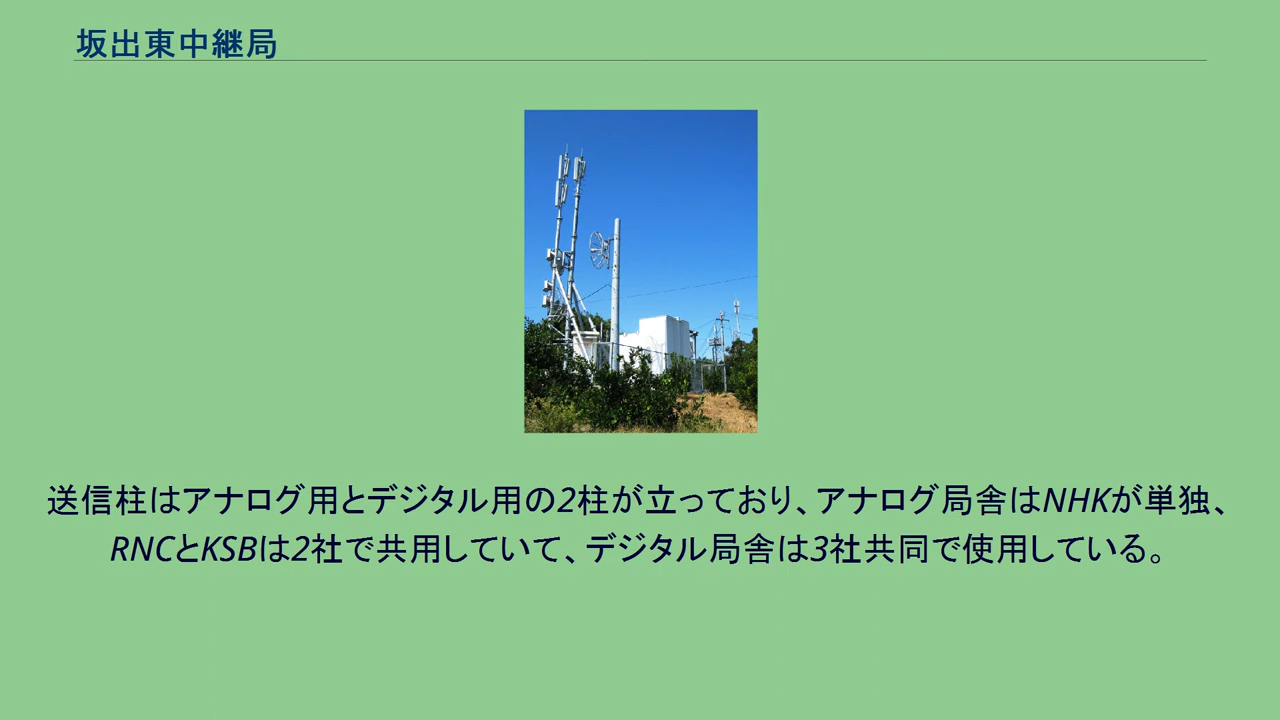 坂出東中継局
送信柱はアナログ用とデジタル用の2柱が立っており、アナログ局舎はNHKが単独、
RNCとKSBは2社で共用していて、デジタル局舎は3社共同で使用している。